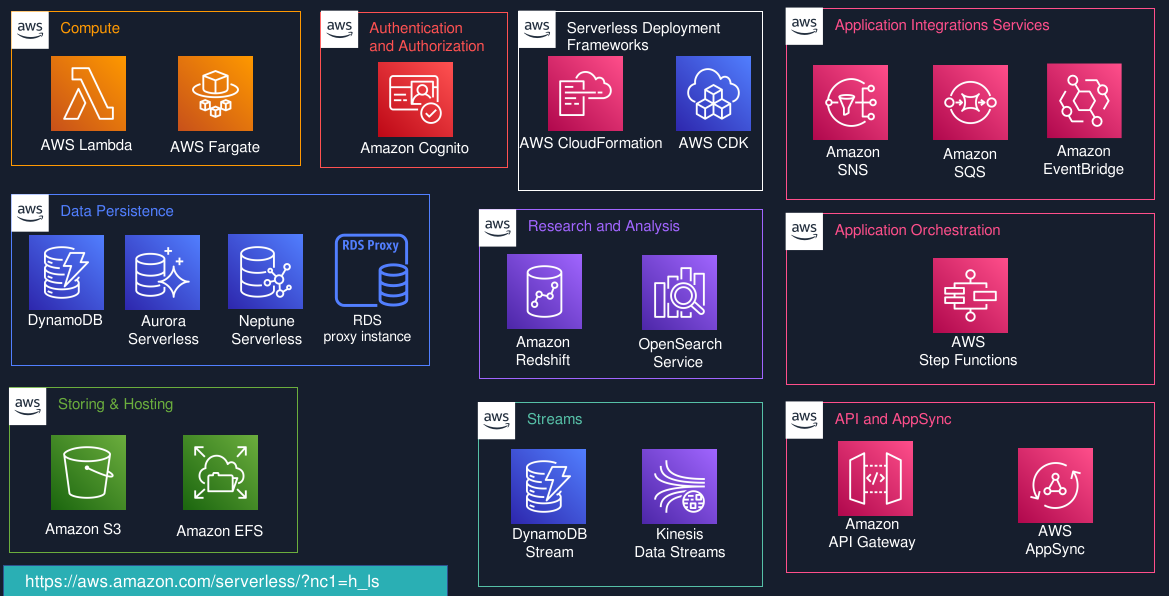 aws
Compute
AWS Lambda
AWS Fargate
aws
Authentication
and Authorization
Amazon Cognito
aws
Serverless Deployment
Frameworks
AWS CloudFormation
AWS CDK
aws
Application Integrations Services
Amazon
SNS
Amazon
SQS
Amazon
EventBridge
aws
Data Persistence
DynamoDB
Aurora
Serverless
Neptune
Serverless
RDS Proxy
RDS
proxy instance
aws
Research and Analysis
Amazon
Redshift
OpenSearch
Service
aws
Application Orchestration
AWS
Step Functions
aws
Storing & Hosting
Amazon S3
Amazon EFS
aws
Streams
DynamoDB
Stream
Kinesis
Data Streams
aws
API and AppSync
</>
Amazon
API Gateway
AWS
AppSync
https://aws.amazon.com/serverless/?nc1=h_ls